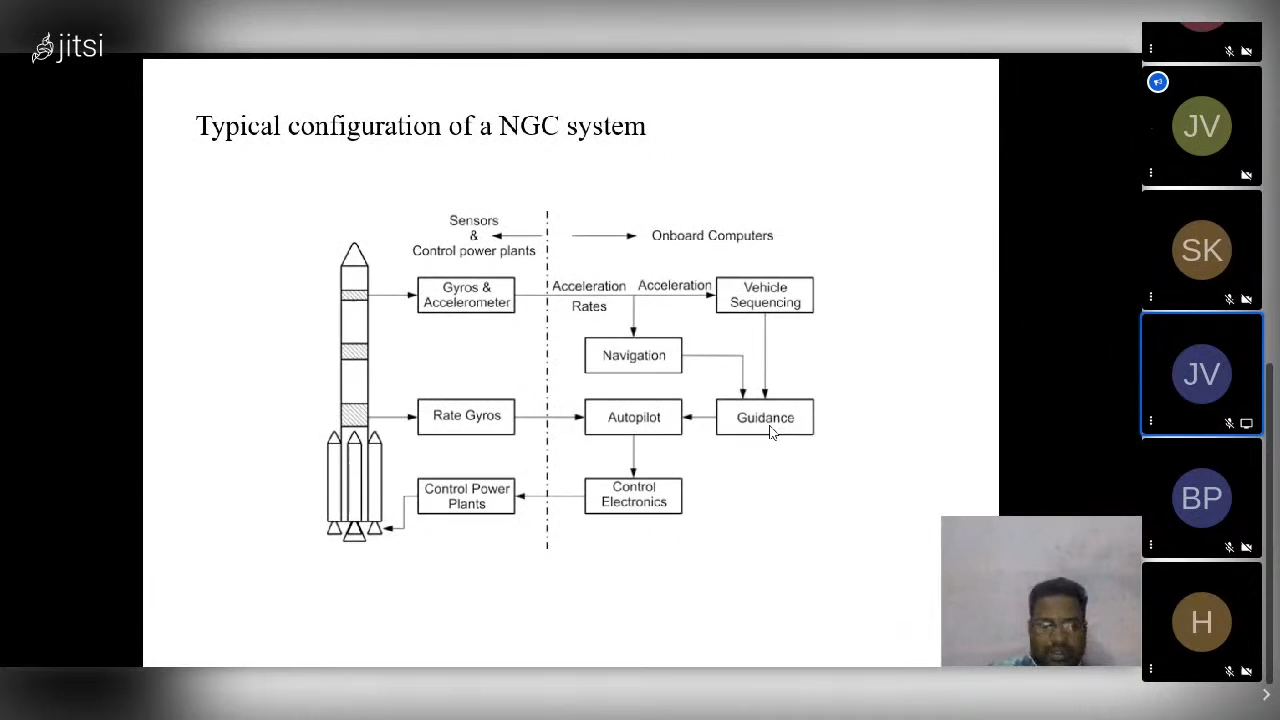 jitsi
Typical configuration of a NGC system
Sensors
&
Control power plants
Onboard Computers
Gyros &
Accelerometer
Acceleration
Rates
Acceleration
Vehicle
Sequencing
Navigation
Rate Gyros
Autopilot
Guidance
Control Power
Plants
Control
Electronics
JV
SK
JV
BP
H